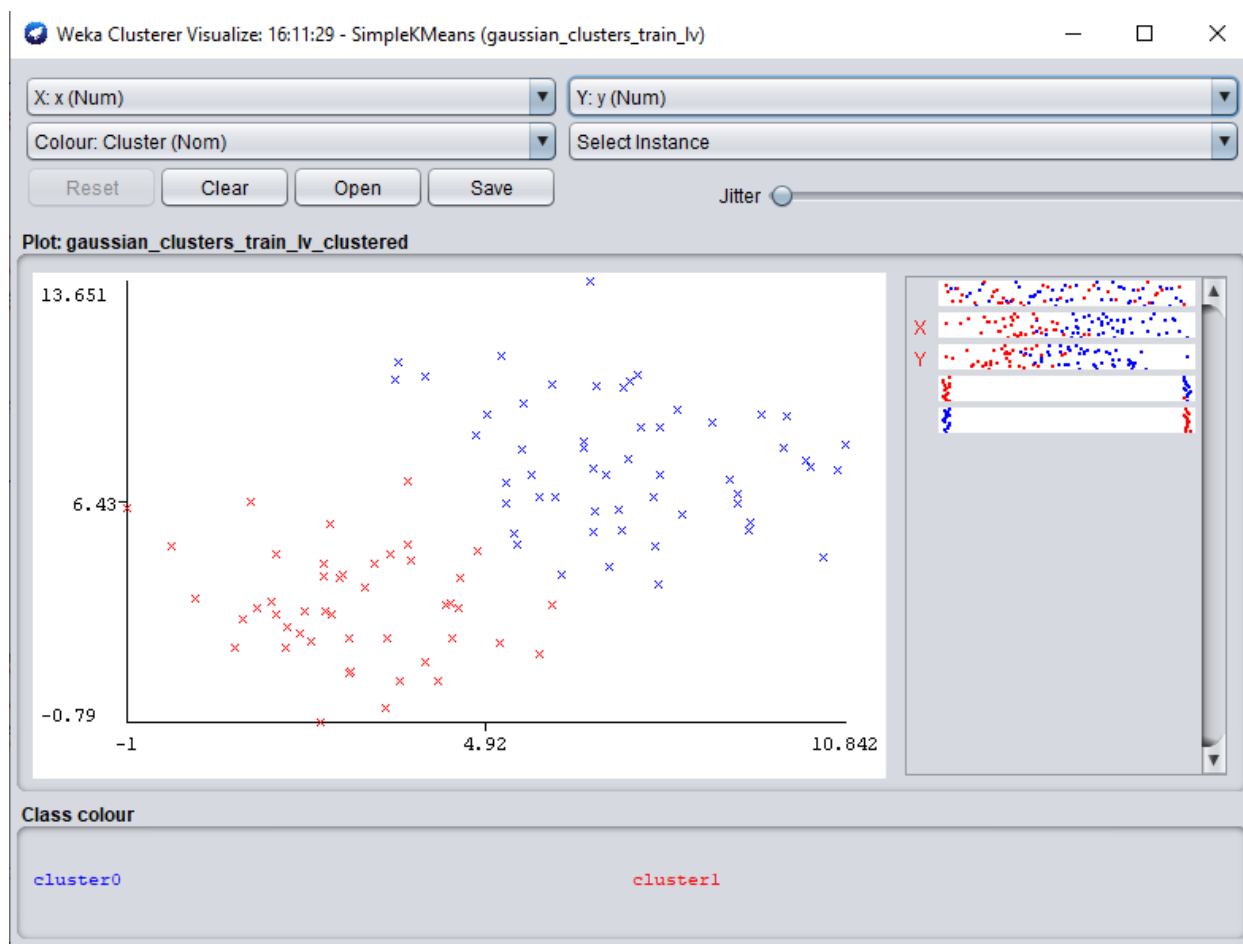 Weka Clusterer Visualize: 16:11:29 - SimpleKMeans (gaussian_clusters_train_lv)
X: x (Num) Y: y (Num)
Colour: Cluster (Nom) Select Instance
Reset Clear Open Save Jitter
Plot: gaussian_clusters_train_lv_clustered
13.651
6.43
-0.79
-1 4.92 10.842
X
Y
Class colour
cluster0 cluster1